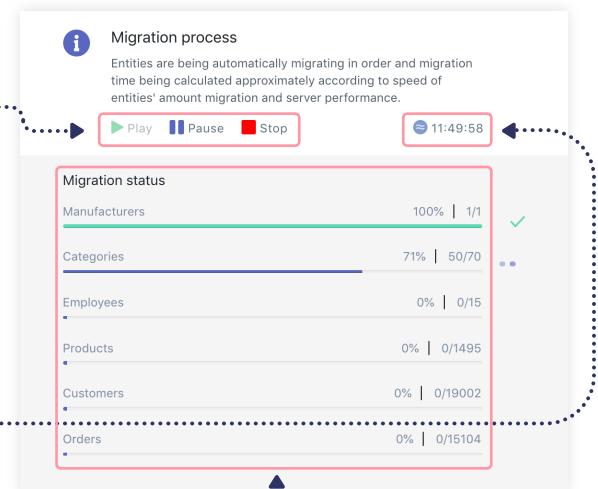 Migration process
Entities are being automatically migrating in order and migration
time being calculated approximately according to speed of
entities' amount migration and server performance.
Play Pause Stop 11:49:58
Migration status
Manufacturers 100% | 1/1
Categories 71% | 50/70
Employees 0% | 0/15
Products 0% | 0/1495
Customers 0% | 0/19002
Orders 0% | 0/15104